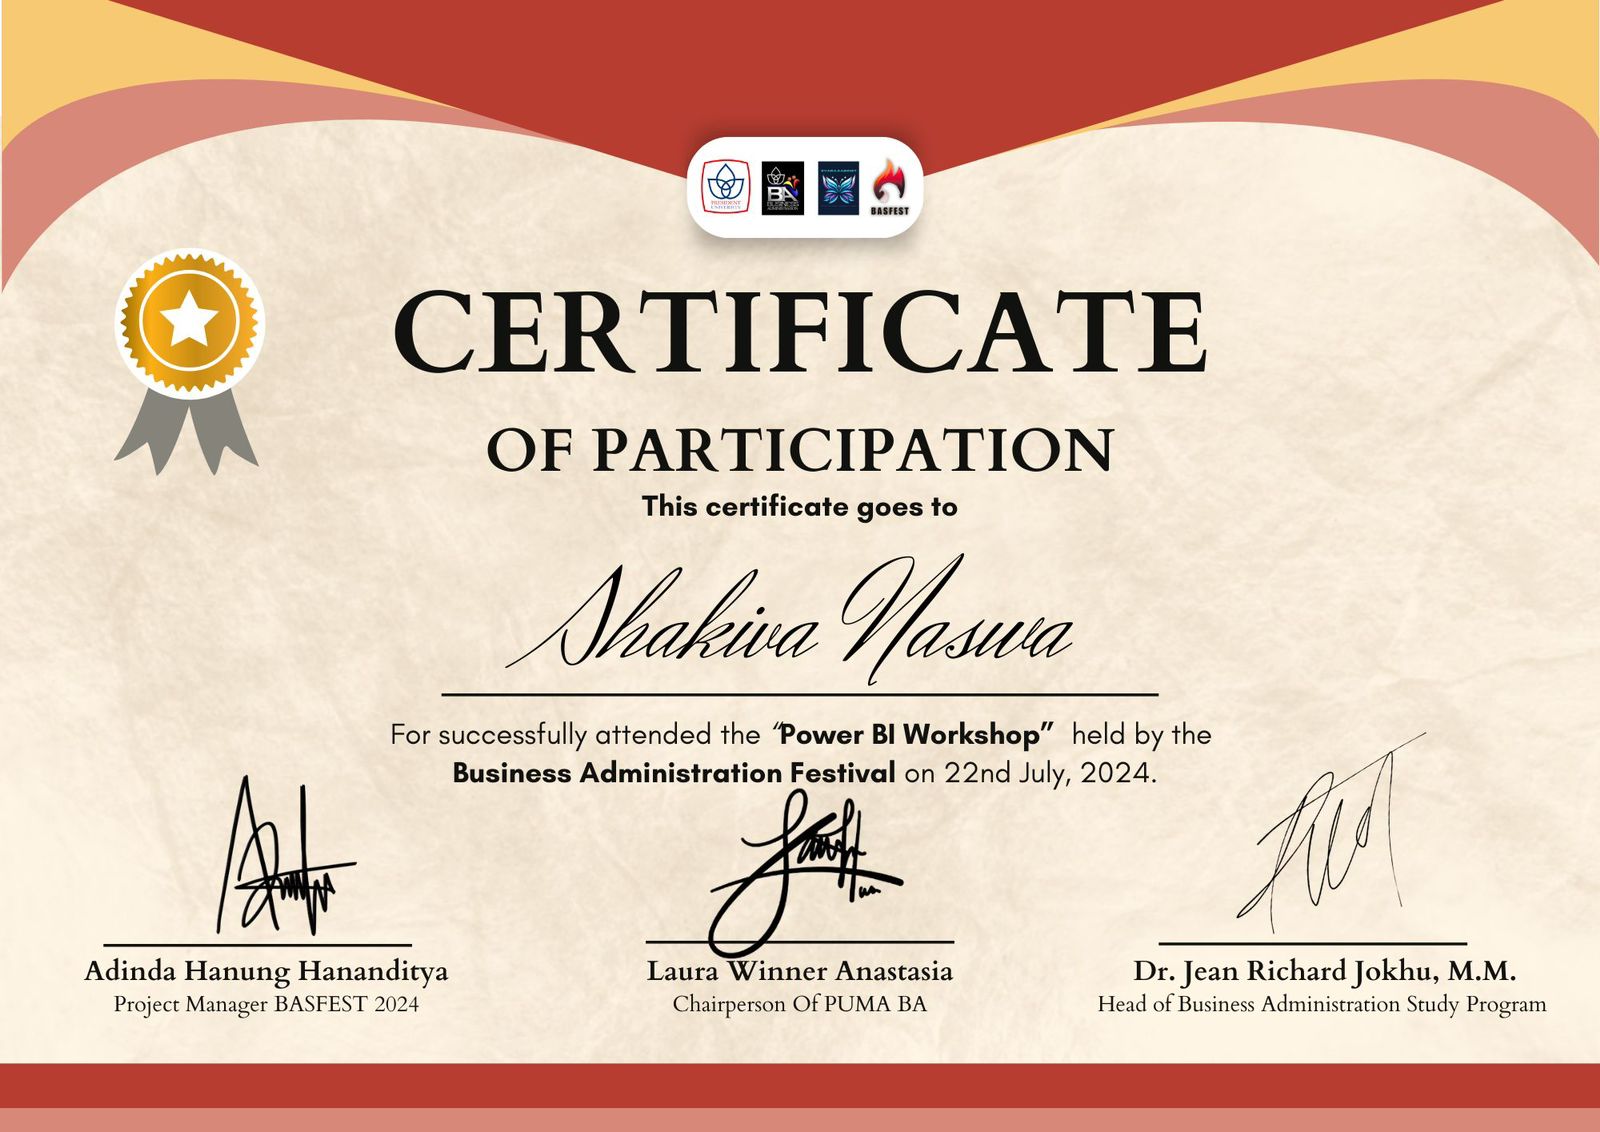 PRESIDENT UNIVERSITY
BA
BUSINESS
ADMINISTRATION
BASFEST
CERTIFICATE
OF PARTICIPATION
This certificate goes to
Shakiva Naswa
For successfully attended the “Power BI Workshop” held by the
Business Administration Festival on 22nd July, 2024.
Adinda Hanung Hananditya
Laura Winner Anastasia
Dr. Jean Richard Jokhu, M.M.
Project Manager BASFEST 2024
Chairperson Of PUMA BA
Head of Business Administration Study Program